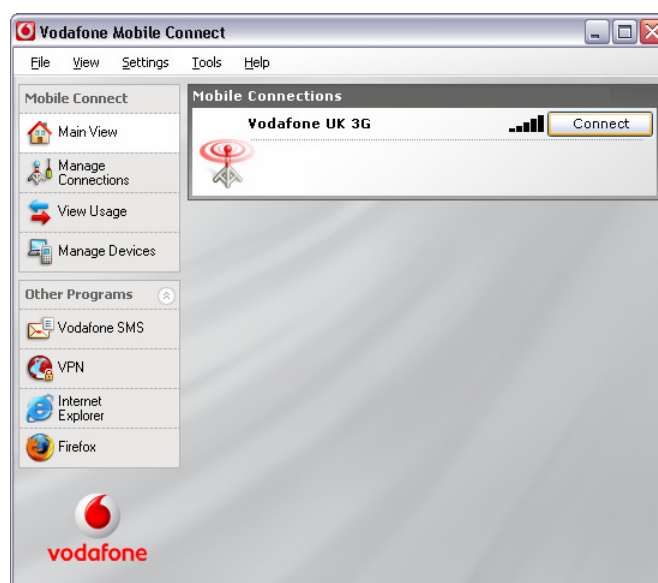 Vodafone Mobile Connect
File View Settings Tools Help
Mobile Connect
Main View
Manage
Connections
View Usage
Manage Devices
Other Programs
Vodafone SMS
VPN
Internet
Explorer
Firefox
vodafone
Mobile Connections
Vodafone UK 3G
Connect